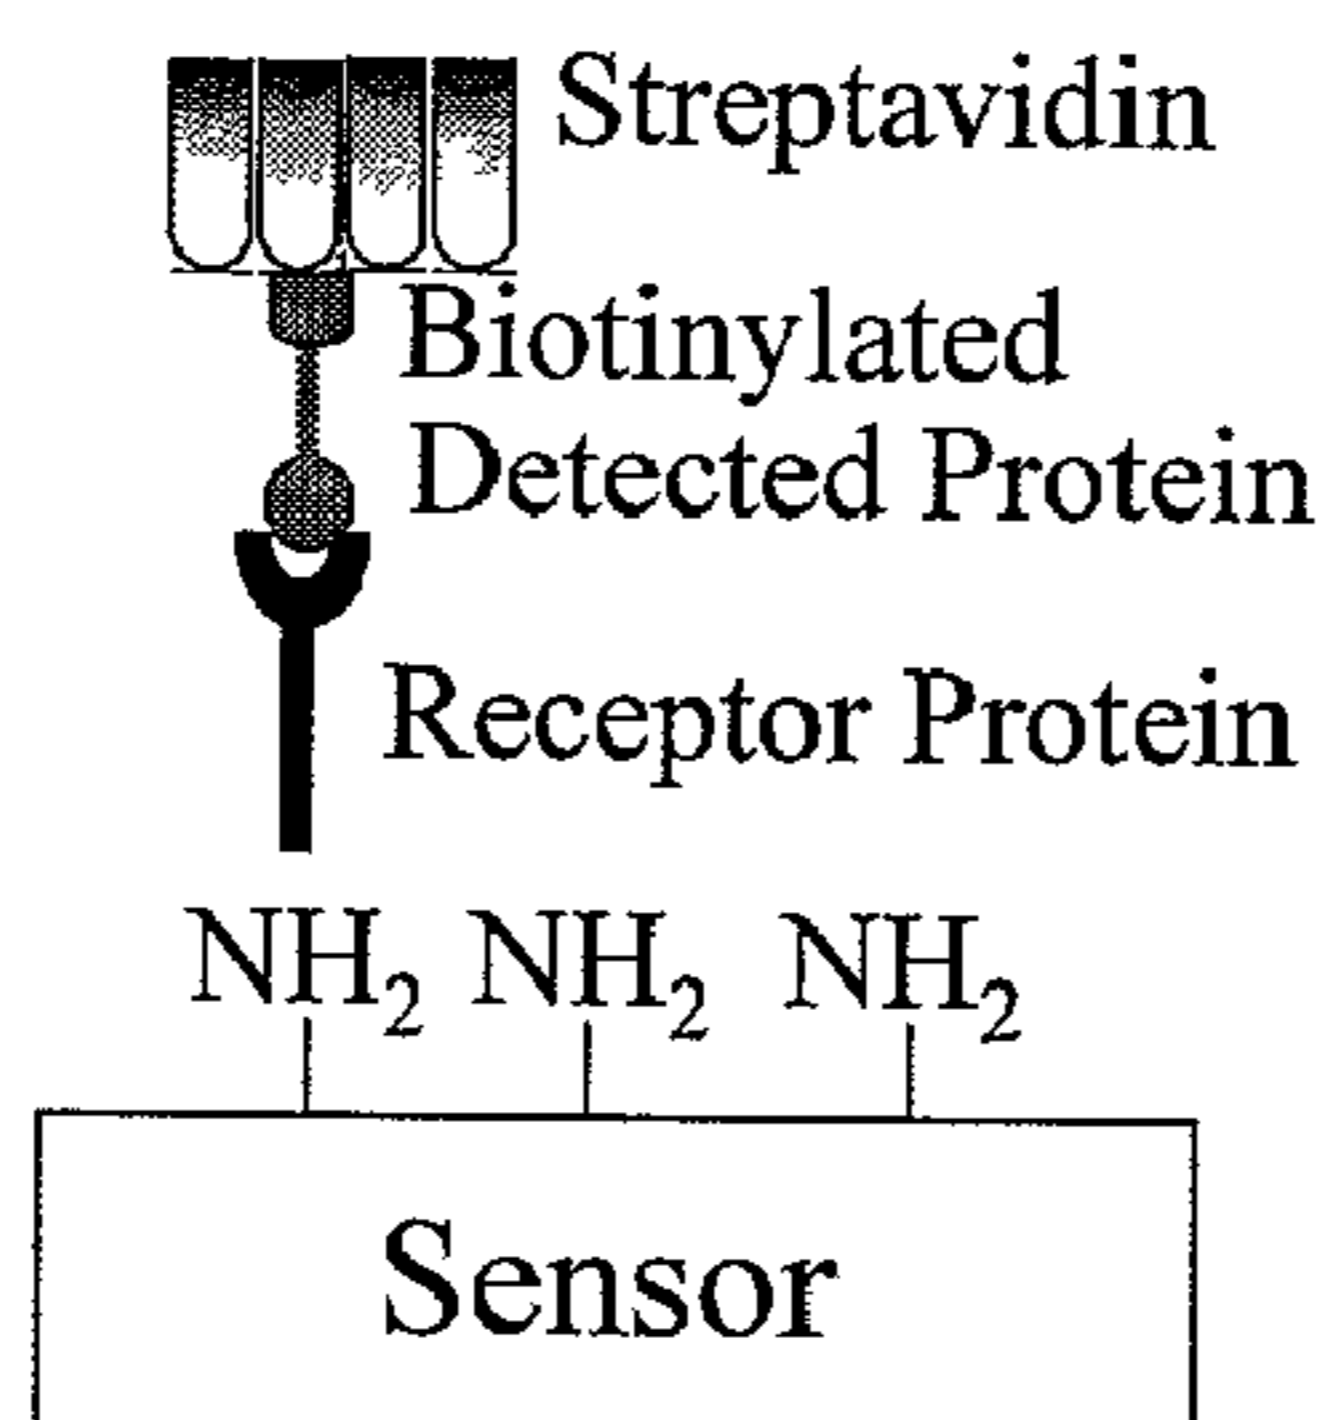 Streptavidin
Biotinylated
Detected Protein
Receptor Protein
NH₂ NH₂ NH₂
Sensor